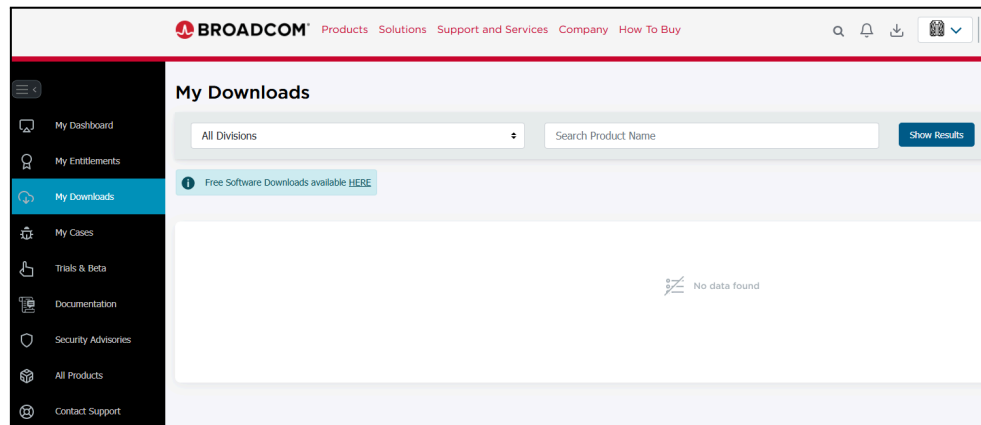 BROADCOM® Products Solutions Support and Services Company How To Buy
My Downloads
My Dashboard
All Divisions
Search Product Name
Show Results
My Entitlements
Free Software Downloads available HERE
My Downloads
My Cases
Trials & Beta
No data found
Documentation
Security Advisories
All Products
Contact Support